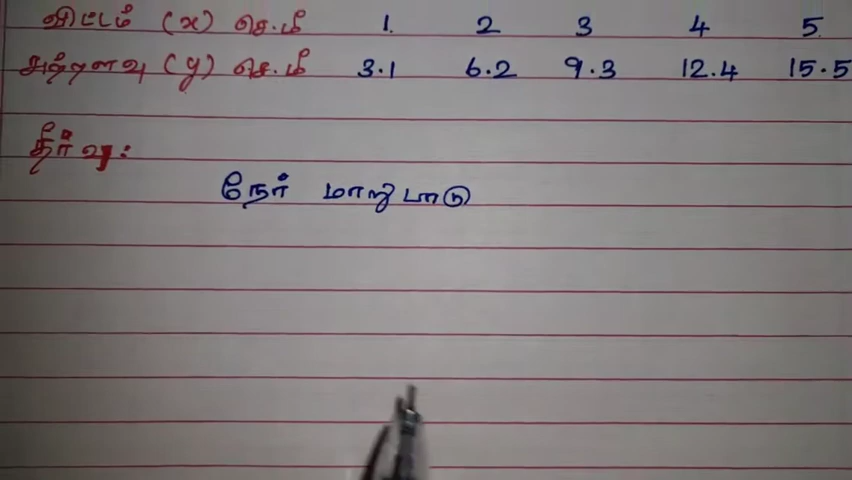 விட்டம் (x) செ.மீ 1 2 3 4 5
சுற்றளவு (y) செ.மீ 3.1 6.2 9.3 12.4 15.5
தீர்வு:
நேர் மாறுபாடு